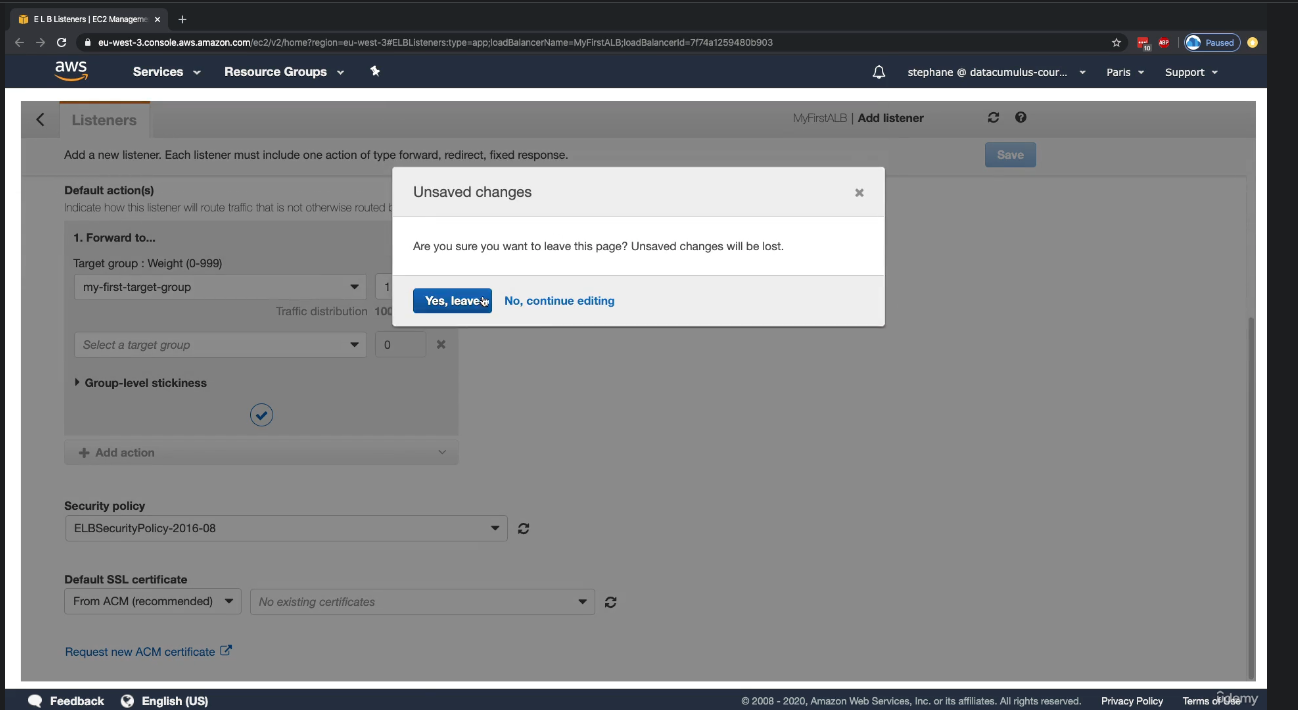 E L B Listeners | EC2 Manageme
eu-west-3.console.aws.amazon.com/ec2/v2/home?region=eu-west-3#ELBListeners:type=app;loadBalancerName=MyFirstALB;loadBalancerId=7f74a1259480b903
10
ABP
Paused
aws
Services
Resource Groups
stephane @ datacumulus-cour...
Paris
Support
Listeners
MyFirstALB | Add listener
Add a new listener. Each listener must include one action of type forward, redirect, fixed response.
Save
Default action(s)
Indicate how this listener will route traffic that is not otherwise routed
Unsaved changes
Are you sure you want to leave this page? Unsaved changes will be lost.
Yes, leave
No, continue editing
1. Forward to...
Target group : Weight (0-999)
my-first-target-group
1
Traffic distribution 100
Select a target group
0
Group-level stickiness
Add action
Security policy
ELBSecurityPolicy-2016-08
Default SSL certificate
From ACM (recommended)
No existing certificates
Request new ACM certificate
Feedback
English (US)
© 2008 - 2020, Amazon Web Services, Inc. or its affiliates. All rights reserved.
Privacy Policy
Terms of Use
ûdemy